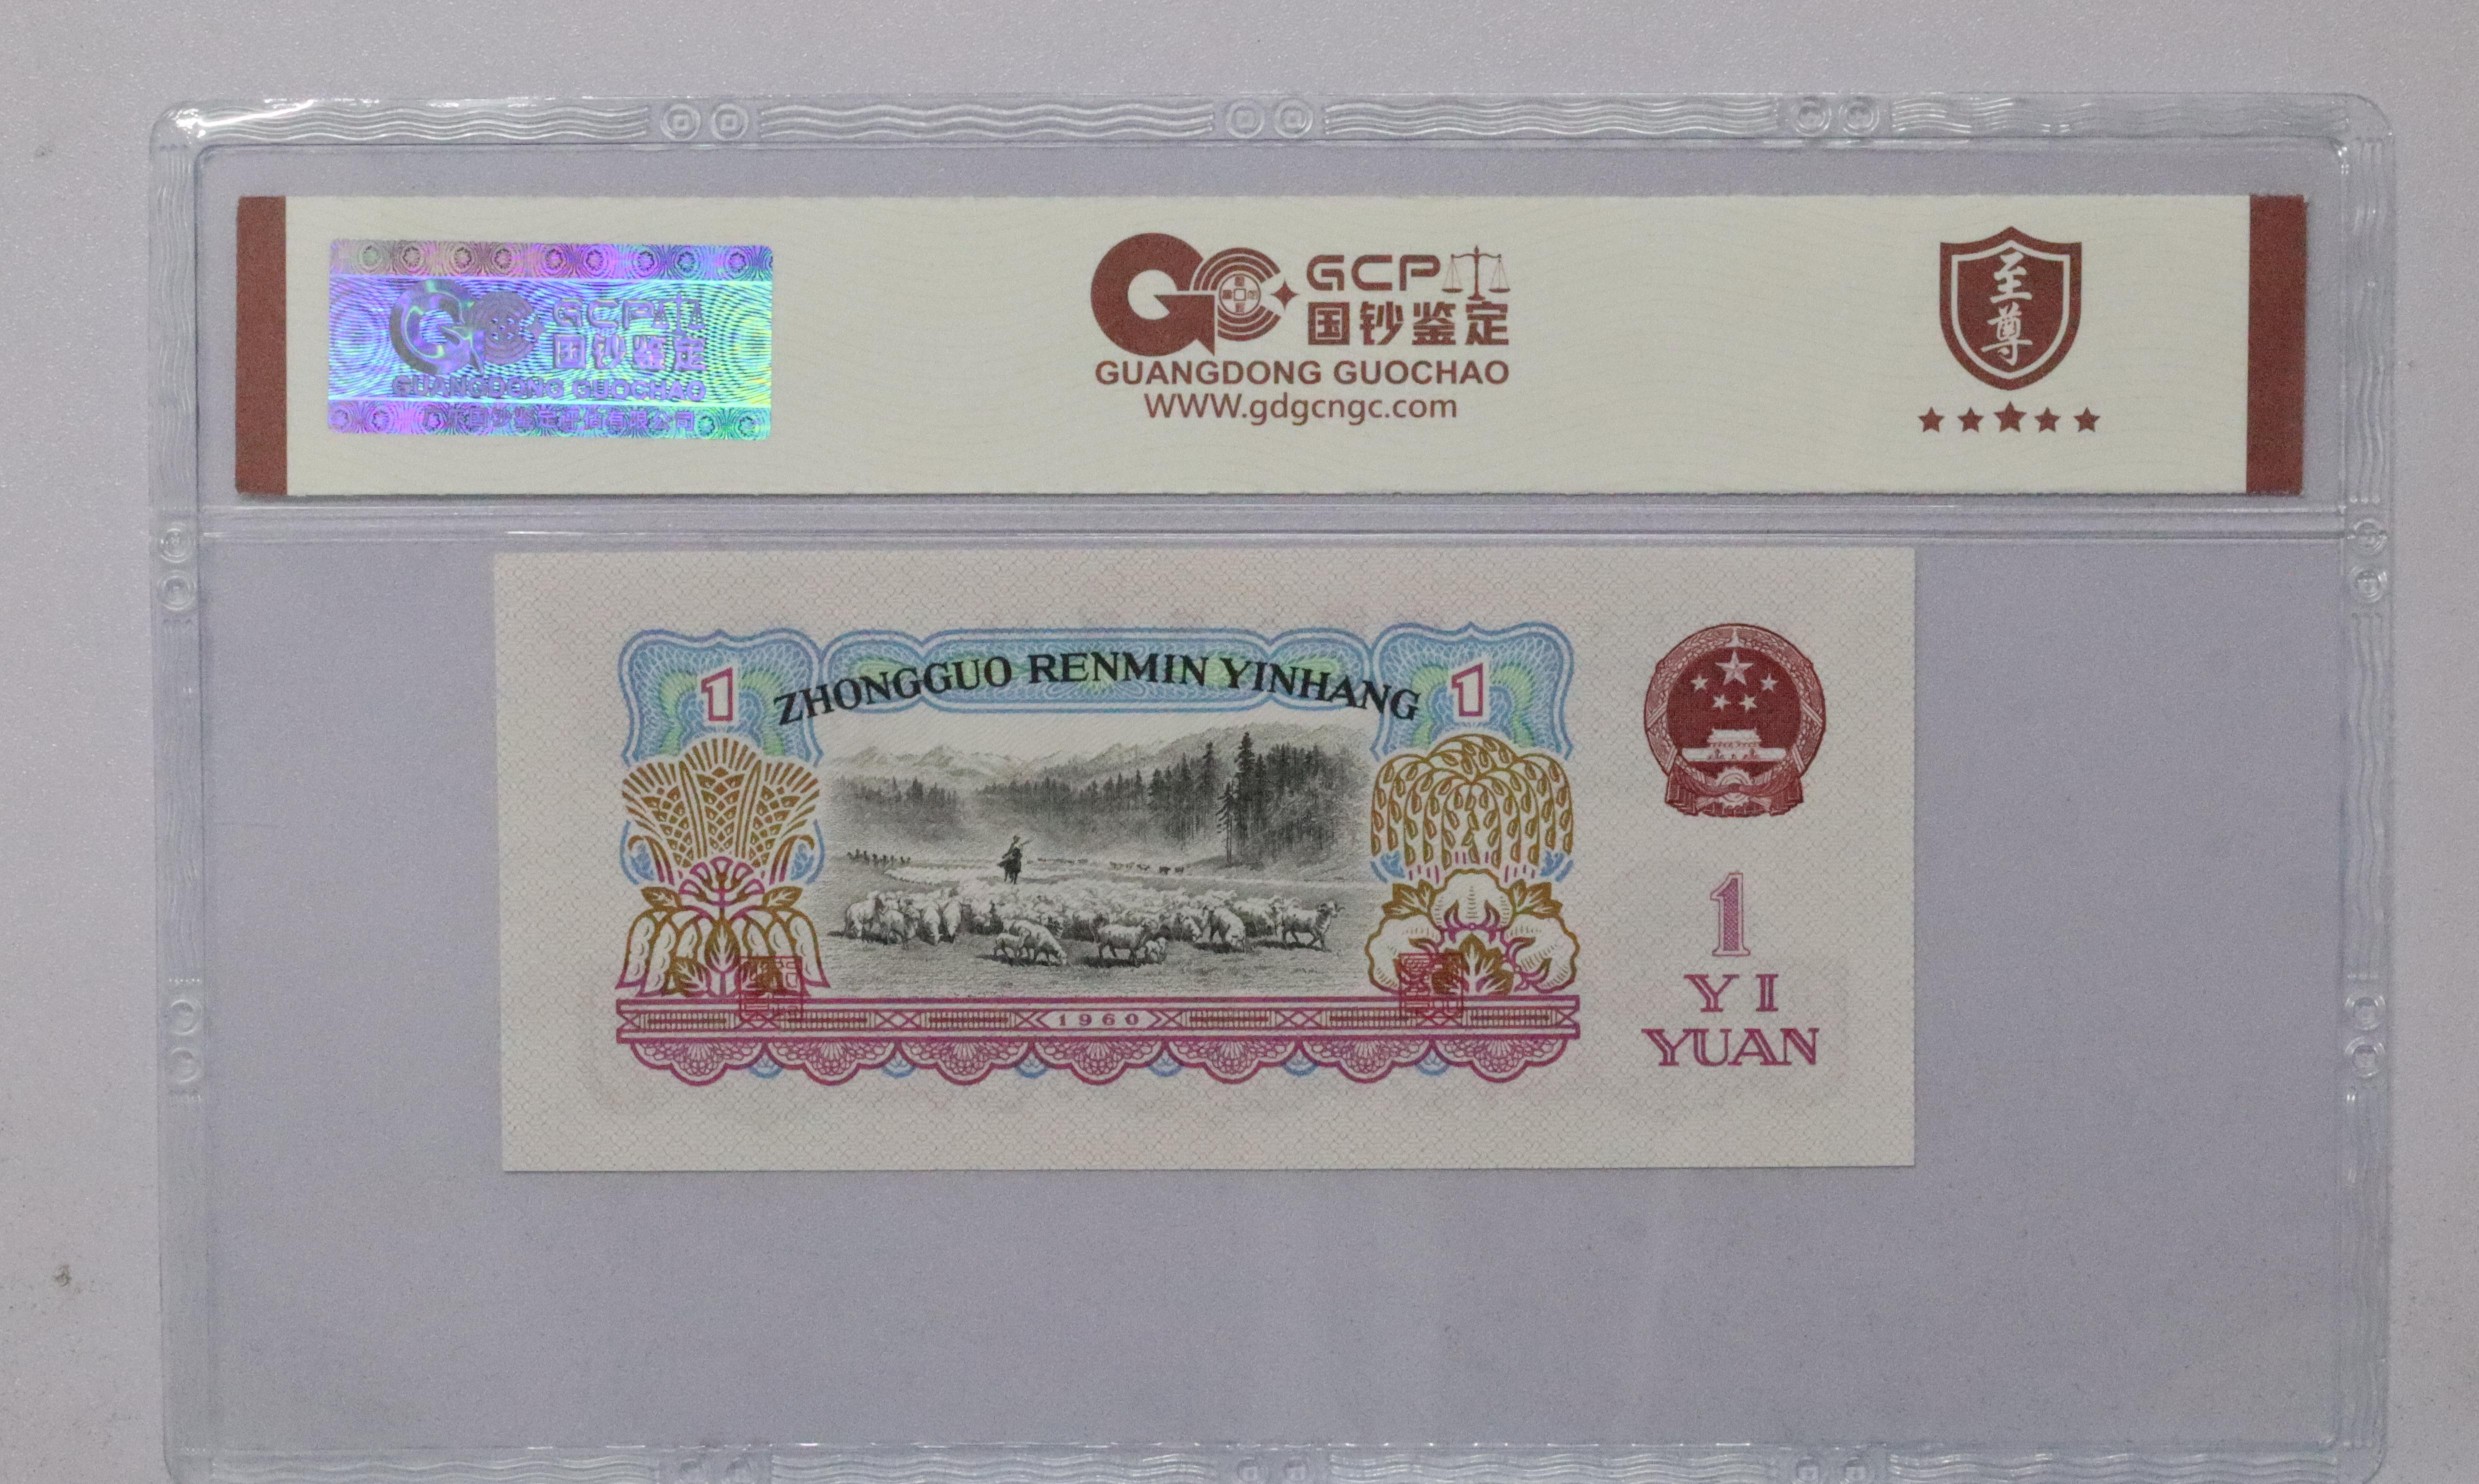 GCP
国钞鉴定
GUANGDONG GUOCHAO
GCP
国钞鉴定
GUANGDONG GUOCHAO
WWW.gdgcngc.com
至尊
ZHONGGUO RENMIN YINHANG
1
1
1960
1
YI
YUAN